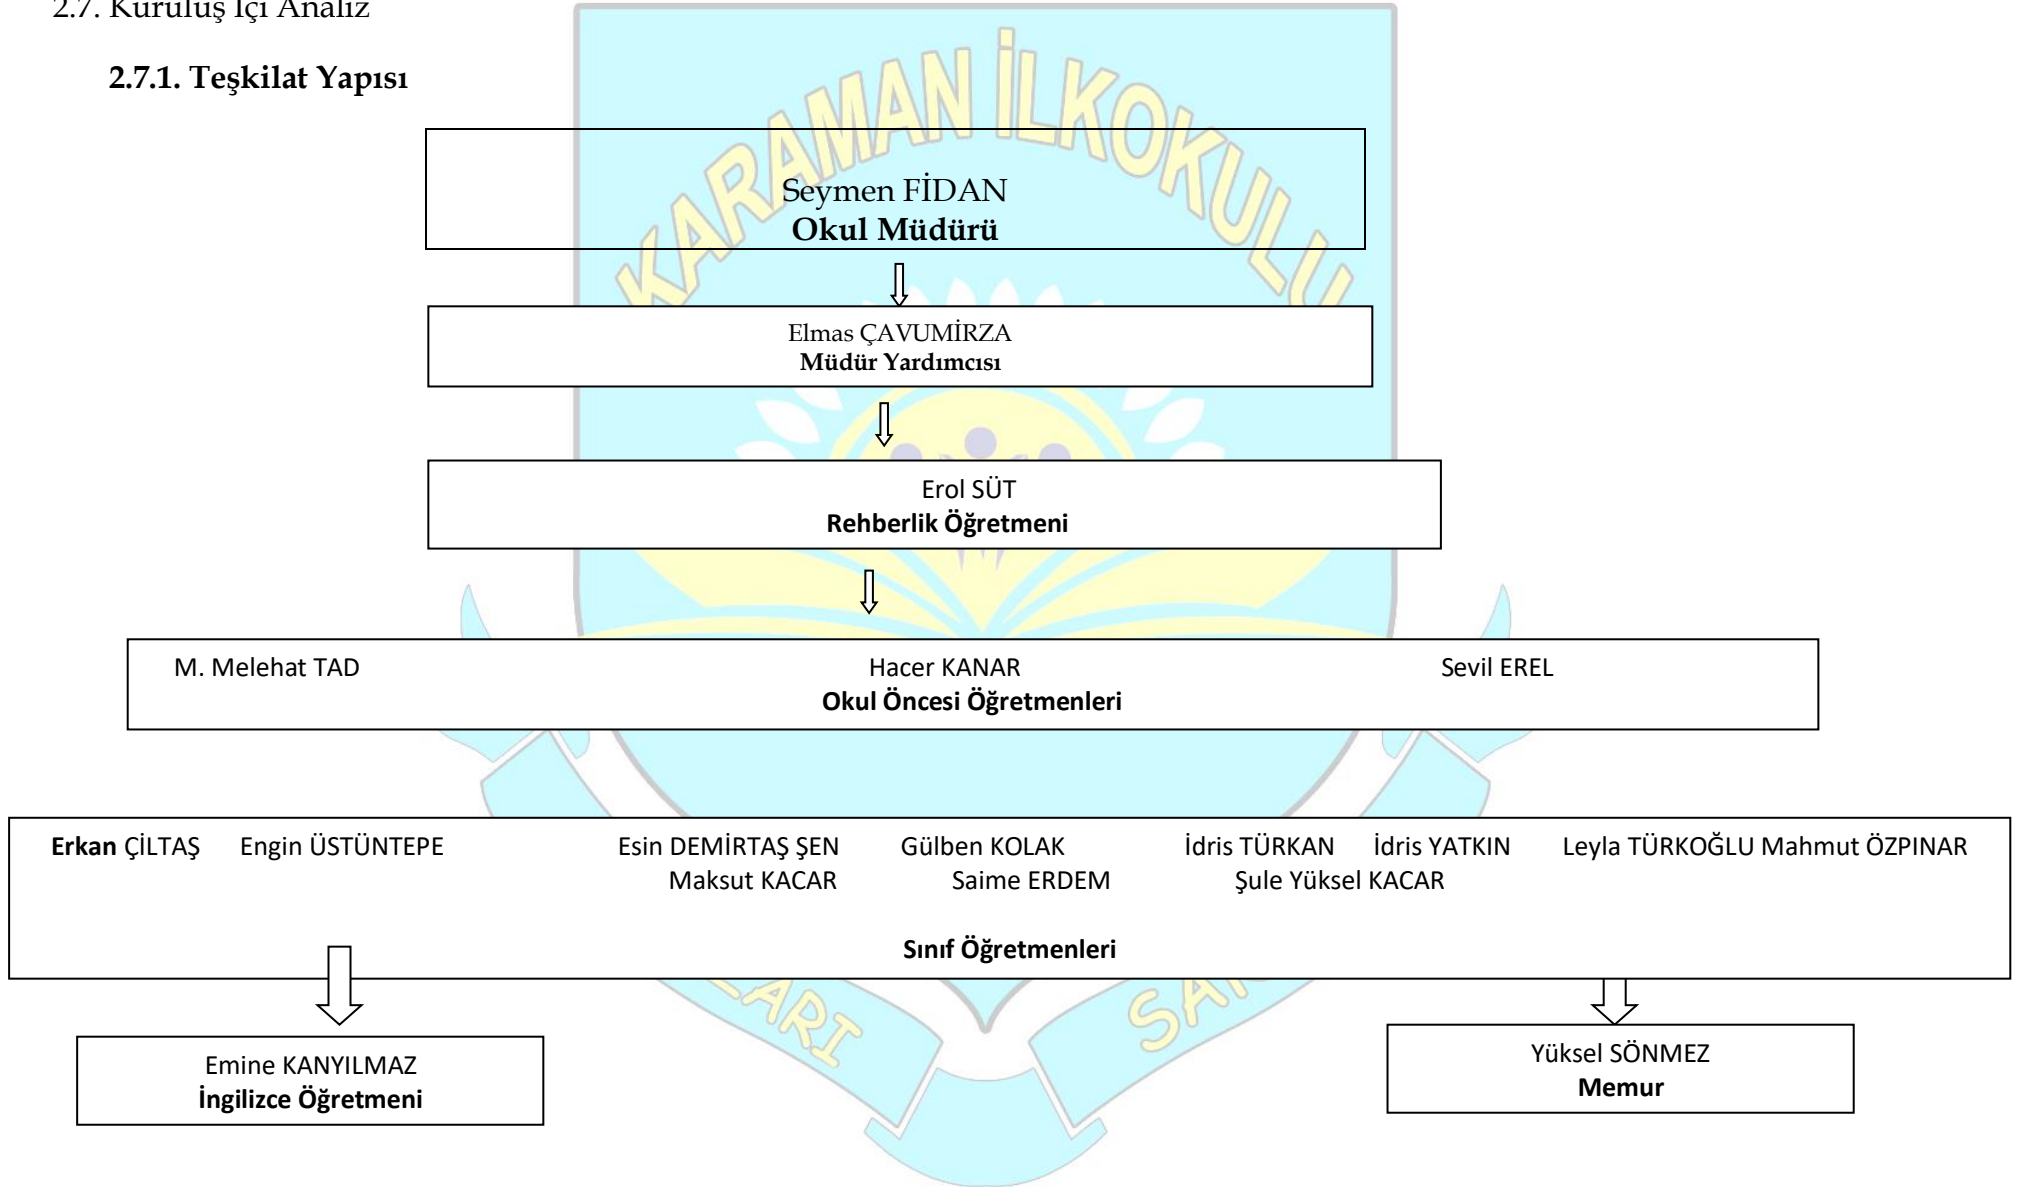 2.7. Kuruluş İçi Analiz
2.7.1. Teşkilat Yapısı
KARAMAN İLKOKULU
Seymen FİDAN
Okul Müdürü
Elmas ÇAVUMİRZA
Müdür Yardımcısı
Erol SÜT
Rehberlik Öğretmeni
M. Melehat TAD Hacer KANAR Sevil EREL
Okul Öncesi Öğretmenleri
Erkan ÇİLTAŞ Engin ÜSTÜNTEPE Esin DEMİRTAŞ ŞEN Gülben KOLAK İdris TÜRKAN İdris YATKIN Leyla TÜRKOĞLU Mahmut ÖZPINAR
Maksut KACAR Saime ERDEM Şule Yüksel KACAR
Sınıf Öğretmenleri
Emine KANYILMAZ
İngilizce Öğretmeni
Yüksel SÖNMEZ
Memur